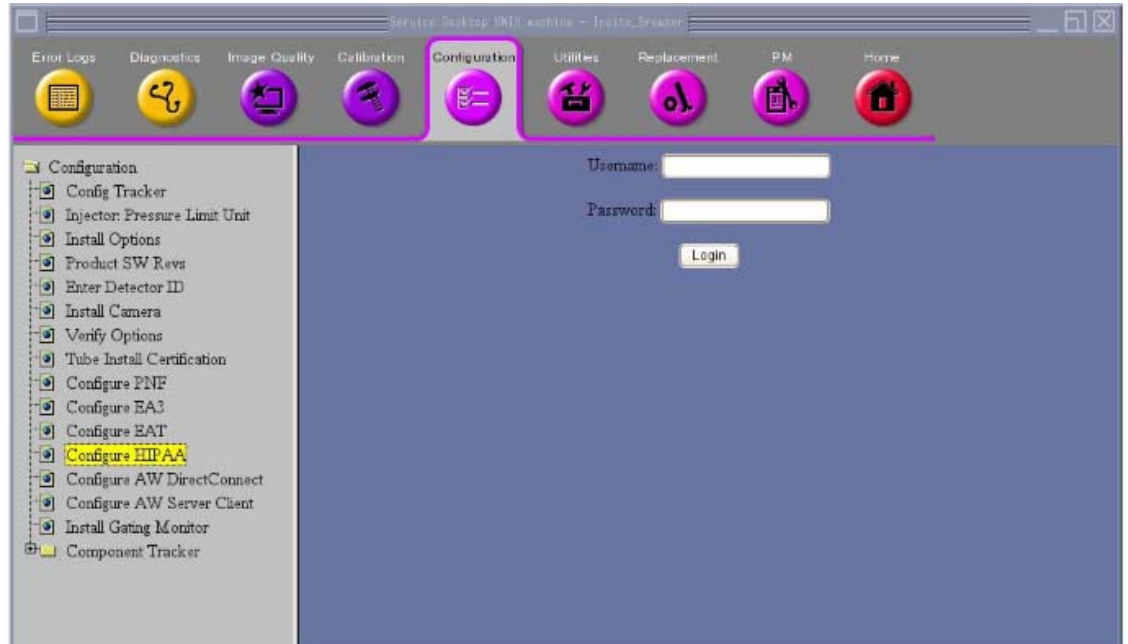 Service Desktop UNIX machine - Insite_Browser
Error Logs
Diagnostics
Image Quality
Calibration
Configuration
Utilities
Replacement
PM
Home
Configuration
Config Tracker
Injector: Pressure Limit Unit
Install Options
Product SW Revs
Enter Detector ID
Install Camera
Verify Options
Tube Install Certification
Configure PNF
Configure EA3
Configure EAT
Configure HIPAA
Configure AW DirectConnect
Configure AW Server Client
Install Gating Monitor
Component Tracker
Username:
Password:
Login